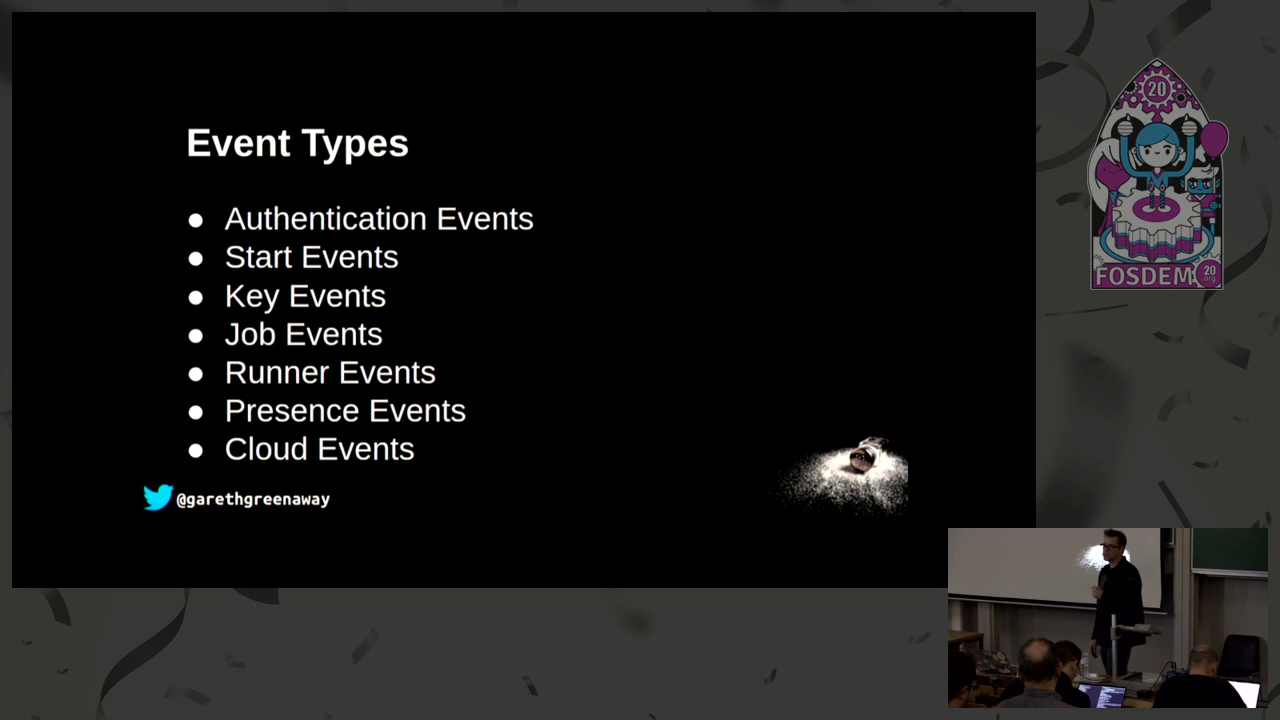 Event Types
● Authentication Events
● Start Events
● Key Events
● Job Events
● Runner Events
● Presence Events
● Cloud Events
@garethgreenaway
20
FOSDEM
20
.org